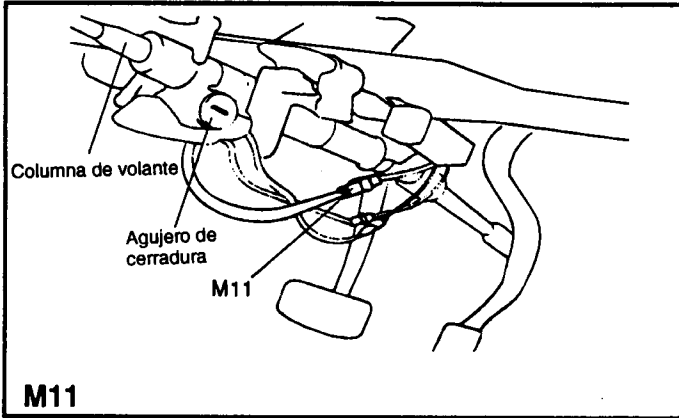 Columna de volante
Agujero de
cerradura
M11
M11